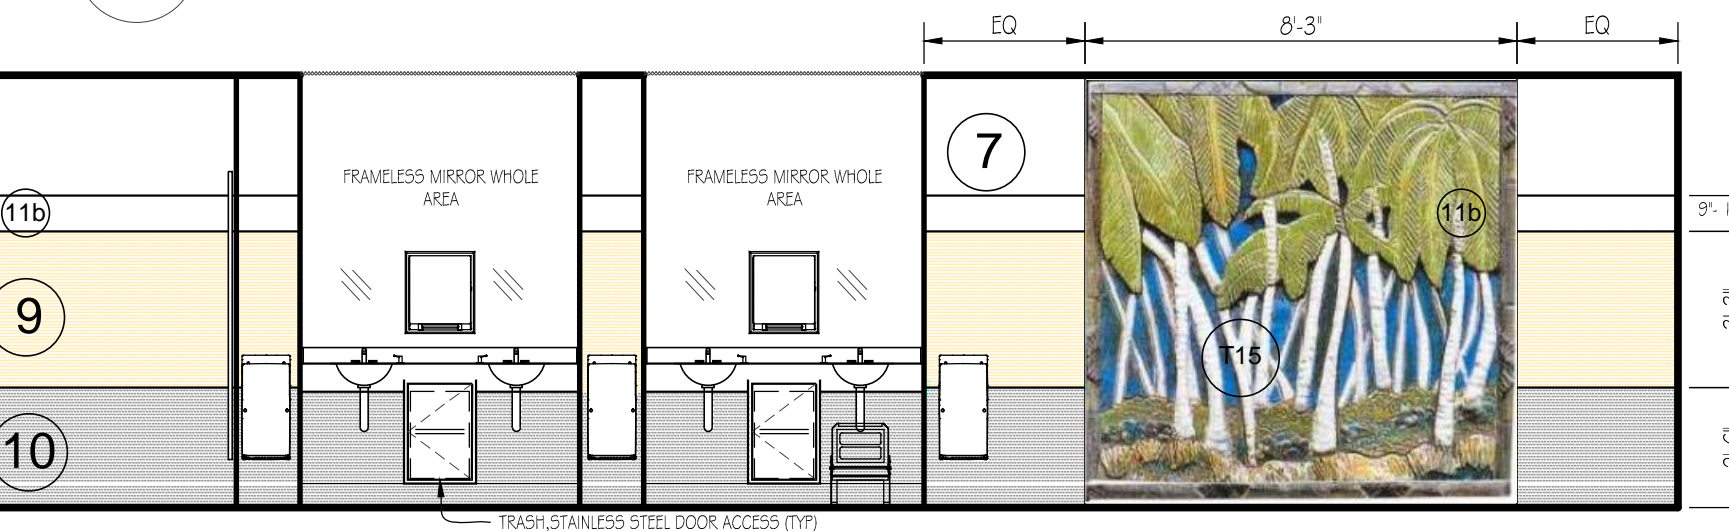 EQ
8'-3"
EQ
7
FRAMELESS MIRROR WHOLE
AREA
FRAMELESS MIRROR WHOLE
AREA
11b
11b
9
T15
10
TRASH,STAINLESS STEEL DOOR ACCESS (TYP)